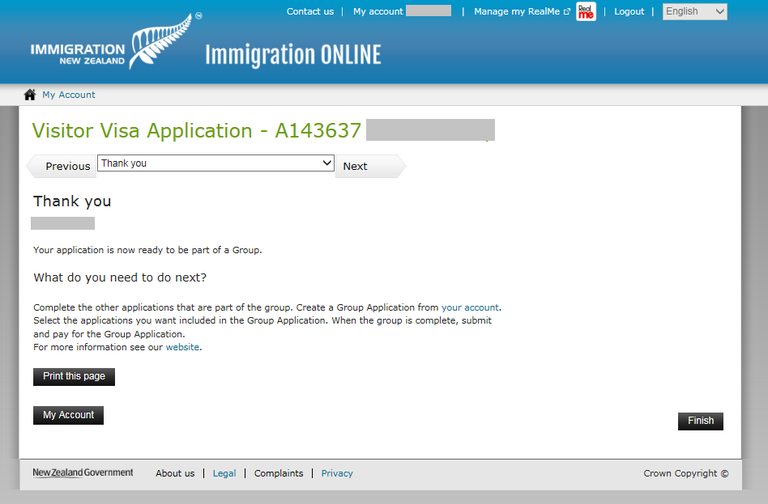 Contact us | My account | Manage my RealMe Real me | Logout | English
IMMIGRATION
NEW ZEALAND
TM
Immigration ONLINE
My Account
Visitor Visa Application - A143637
Previous Thank you Next
Thank you
Your application is now ready to be part of a Group.
What do you need to do next?
Complete the other applications that are part of the group. Create a Group Application from your account.
Select the applications you want included in the Group Application. When the group is complete, submit
and pay for the Group Application.
For more information see our website.
Print this page
My Account
Finish
New Zealand Government About us | Legal | Complaints | Privacy Crown Copyright ©